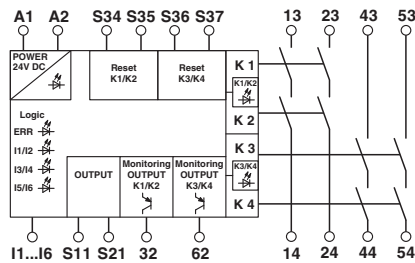 A1 A2 S34 S35 S36 S37 13 23 43 53
POWER
24V DC
Reset
K1/K2
Reset
K3/K4
K 1
K1/K2
K 2
Logic
ERR
I1/I2
I3/I4
I5/I6
OUTPUT
Monitoring
OUTPUT
K1/K2
Monitoring
OUTPUT
K3/K4
K 3
K3/K4
K 4
I1...I6 S11 S21 32 62 14 24 44 54